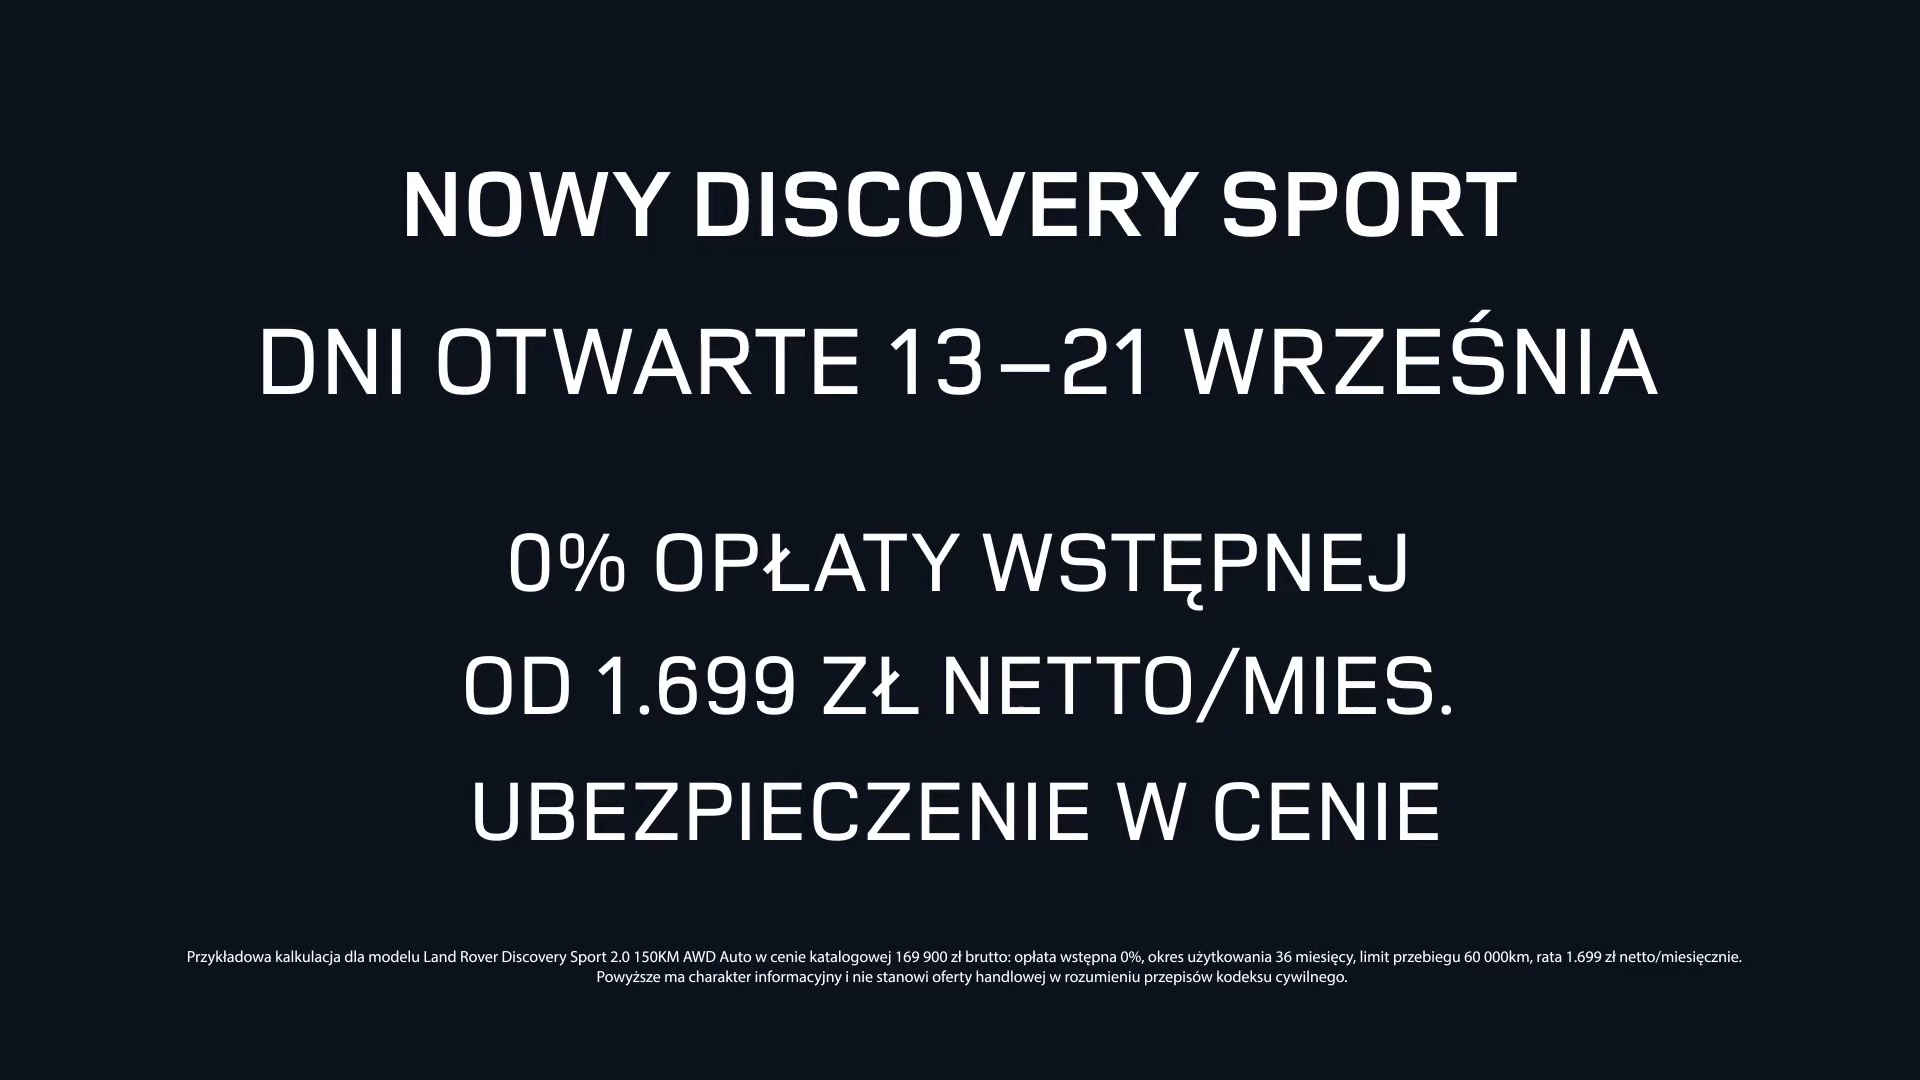 NOWY DISCOVERY SPORT
DNI OTWARTE 13–21 WRZEŚNIA
0% OPŁATY WSTĘPNEJ
OD 1.699 ZŁ NETTO/MIES.
UBEZPIECZENIE W CENIE
Przykładowa kalkulacja dla modelu Land Rover Discovery Sport 2.0 150KM AWD Auto w cenie katalogowej 169 900 zł brutto: opłata wstępna 0%, okres użytkowania 36 miesięcy, limit przebiegu 60 000km, rata 1.699 zł netto/miesięcznie.
Powyższe ma charakter informacyjny i nie stanowi oferty handlowej w rozumieniu przepisów kodeksu cywilnego.